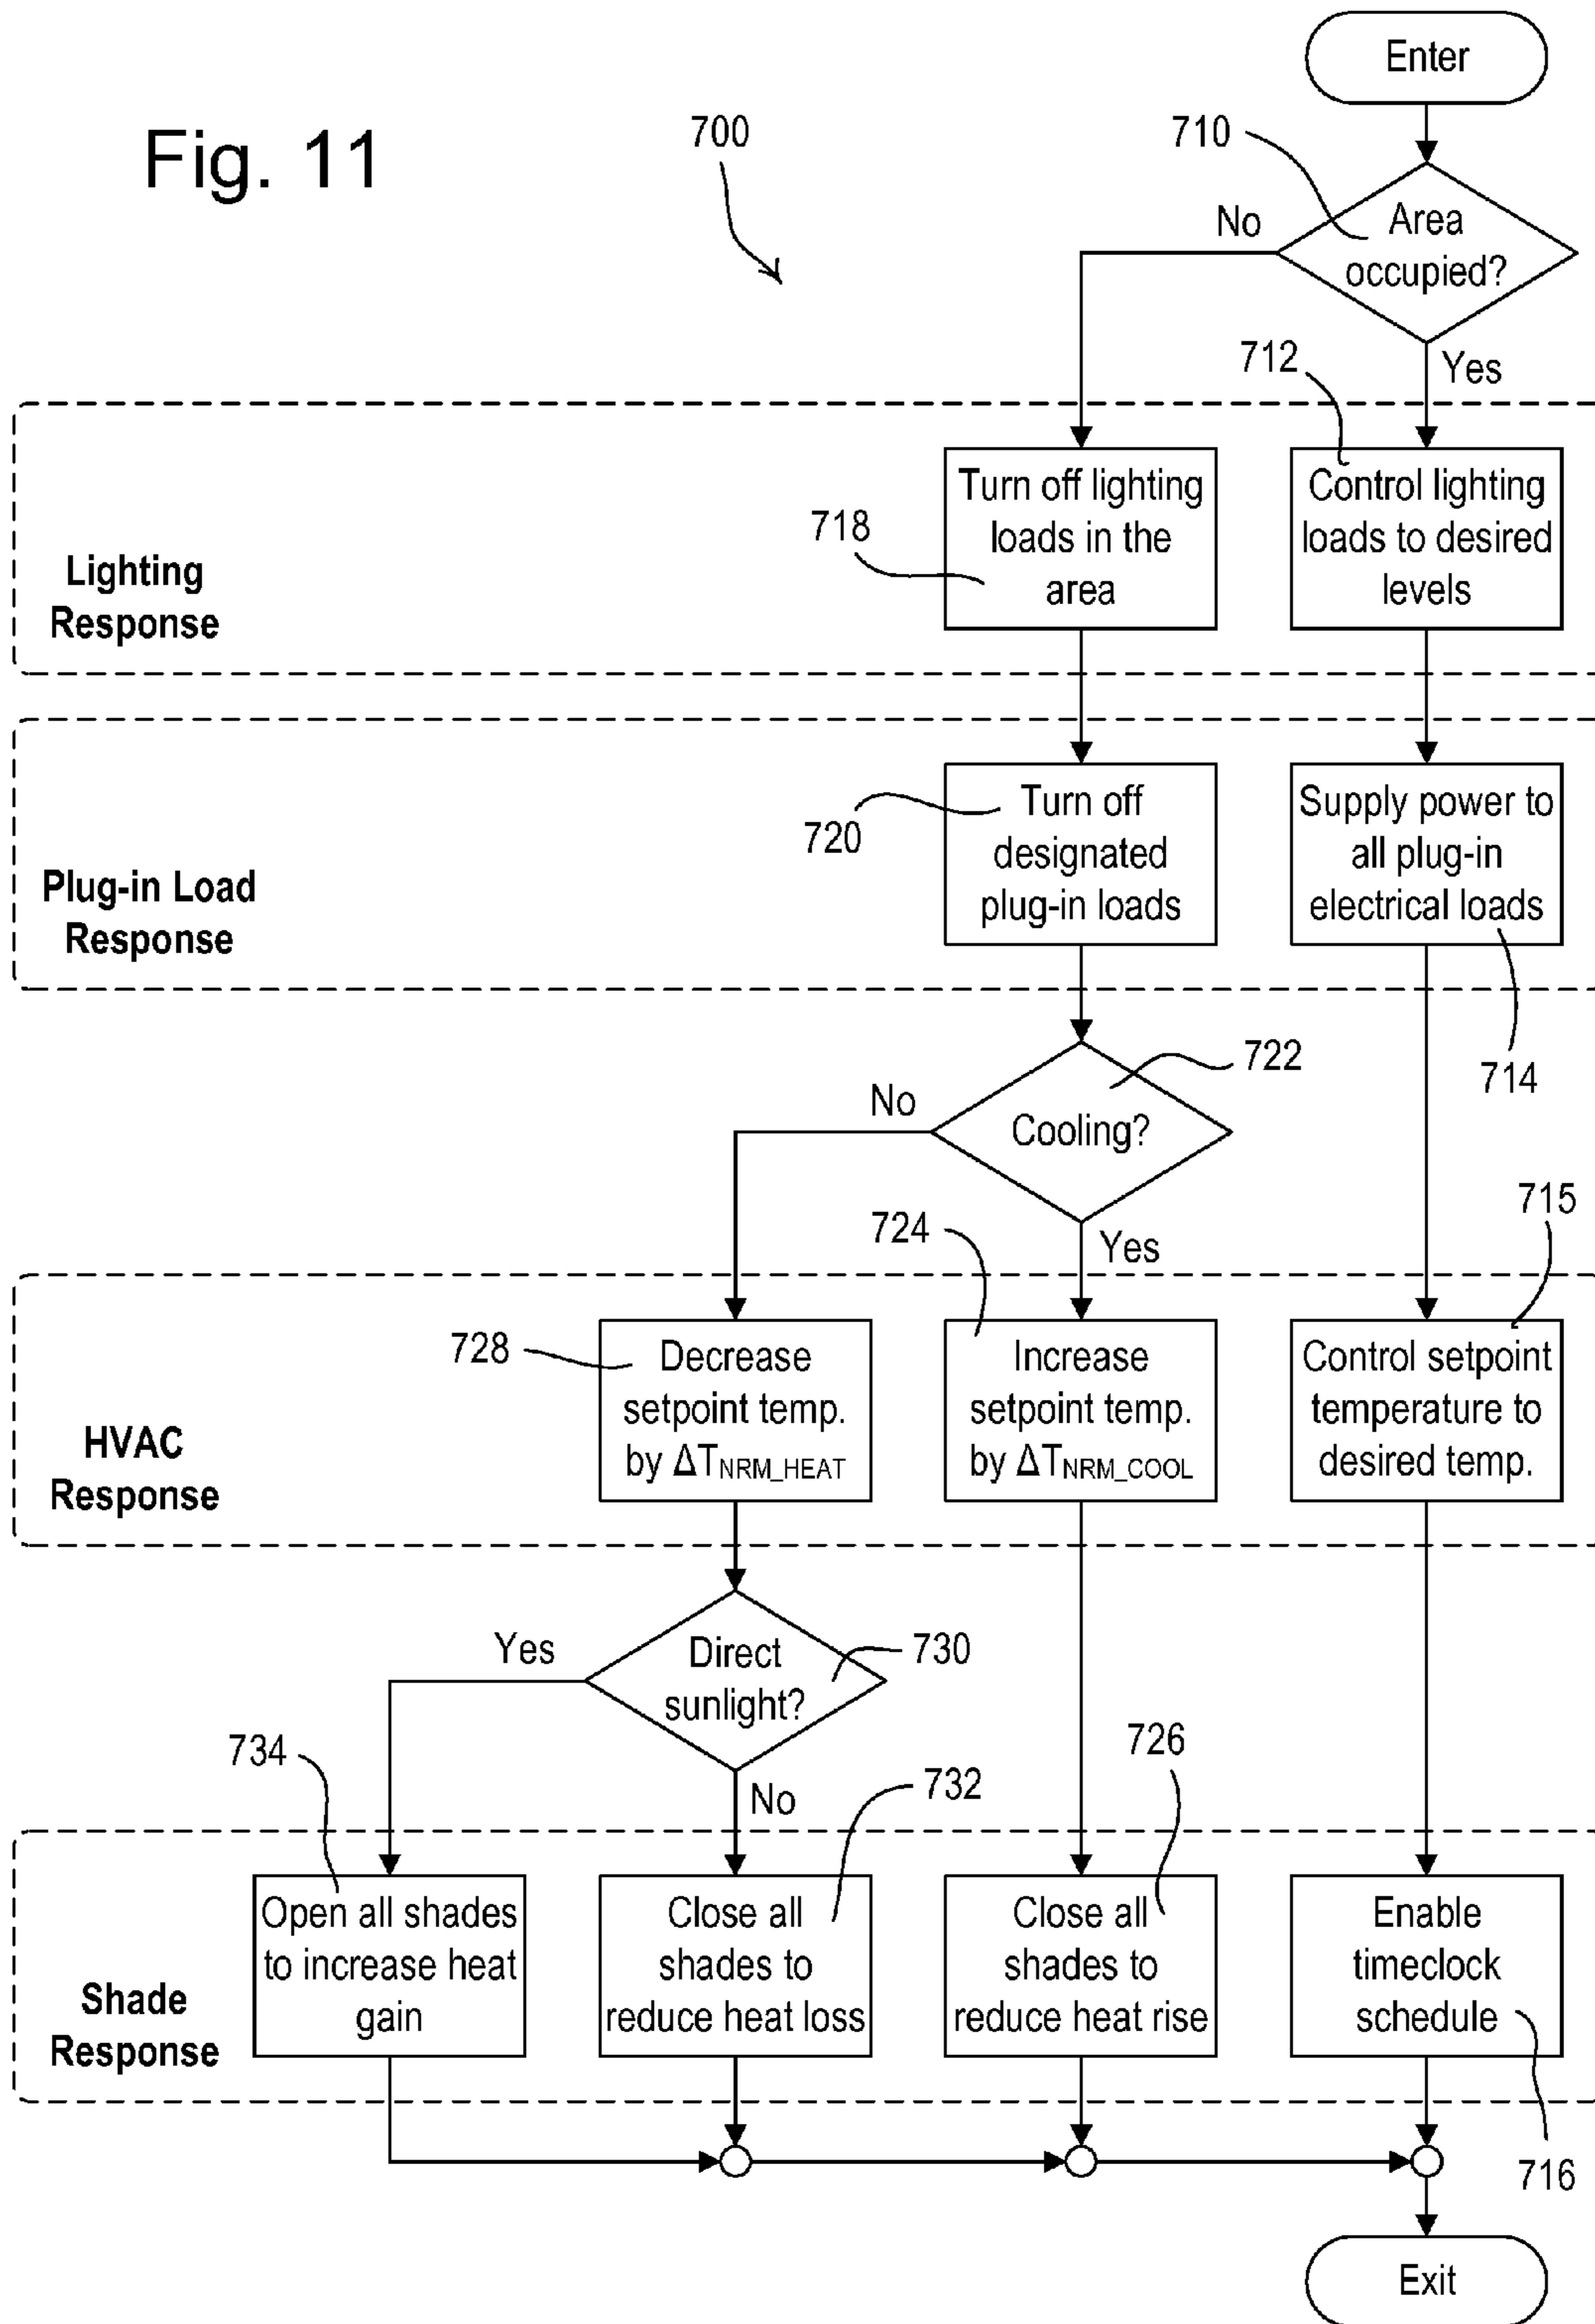 Fig. 11
700
Enter
710
Area
occupied?
No
Yes
712
Lighting
Response
718
Turn off lighting
loads in the
area
Control lighting
loads to desired
levels
Plug-in Load
Response
720
Turn off
designated
plug-in loads
Supply power to
all plug-in
electrical loads
714
722
Cooling?
No
Yes
724
715
HVAC
Response
728
Decrease
setpoint temp.
by ΔTNRM_HEAT
Increase
setpoint temp.
by ΔTNRM_COOL
Control setpoint
temperature to
desired temp.
Direct
sunlight?
730
Yes
No
734
732
726
Shade
Response
Open all shades
to increase heat
gain
Close all
shades to
reduce heat loss
Close all
shades to
reduce heat rise
Enable
timeclock
schedule
716
Exit